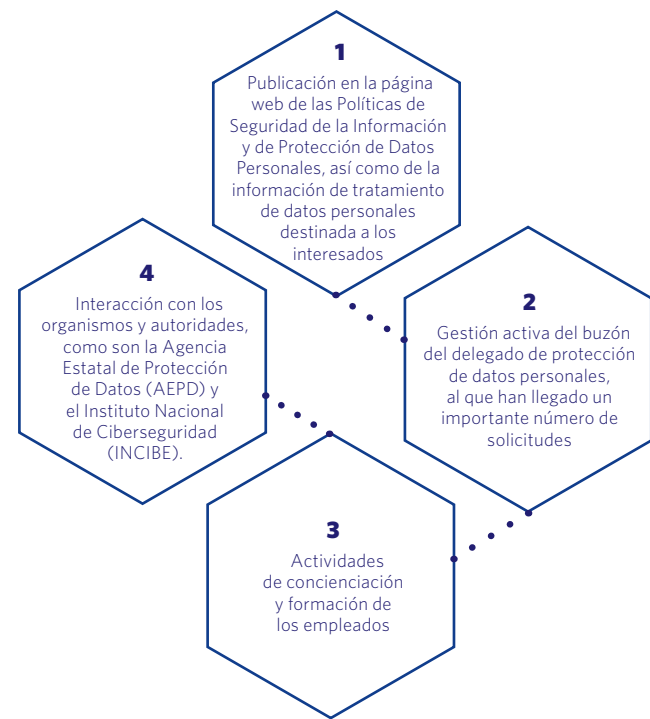 1
Publicación en la página
web de las Políticas de
Seguridad de la Información
y de Protección de Datos
Personales, así como de la
información de tratamiento
de datos personales
destinada a los
interesados
2
Gestión activa del buzón
del delegado de protección
de datos personales,
al que han llegado un
importante número de
solicitudes
3
Actividades
de concienciación
y formación de
los empleados
4
Interacción con los
organismos y autoridades,
como son la Agencia
Estatal de Protección
de Datos (AEPD) y
el Instituto Nacional
de Ciberseguridad
(INCIBE).